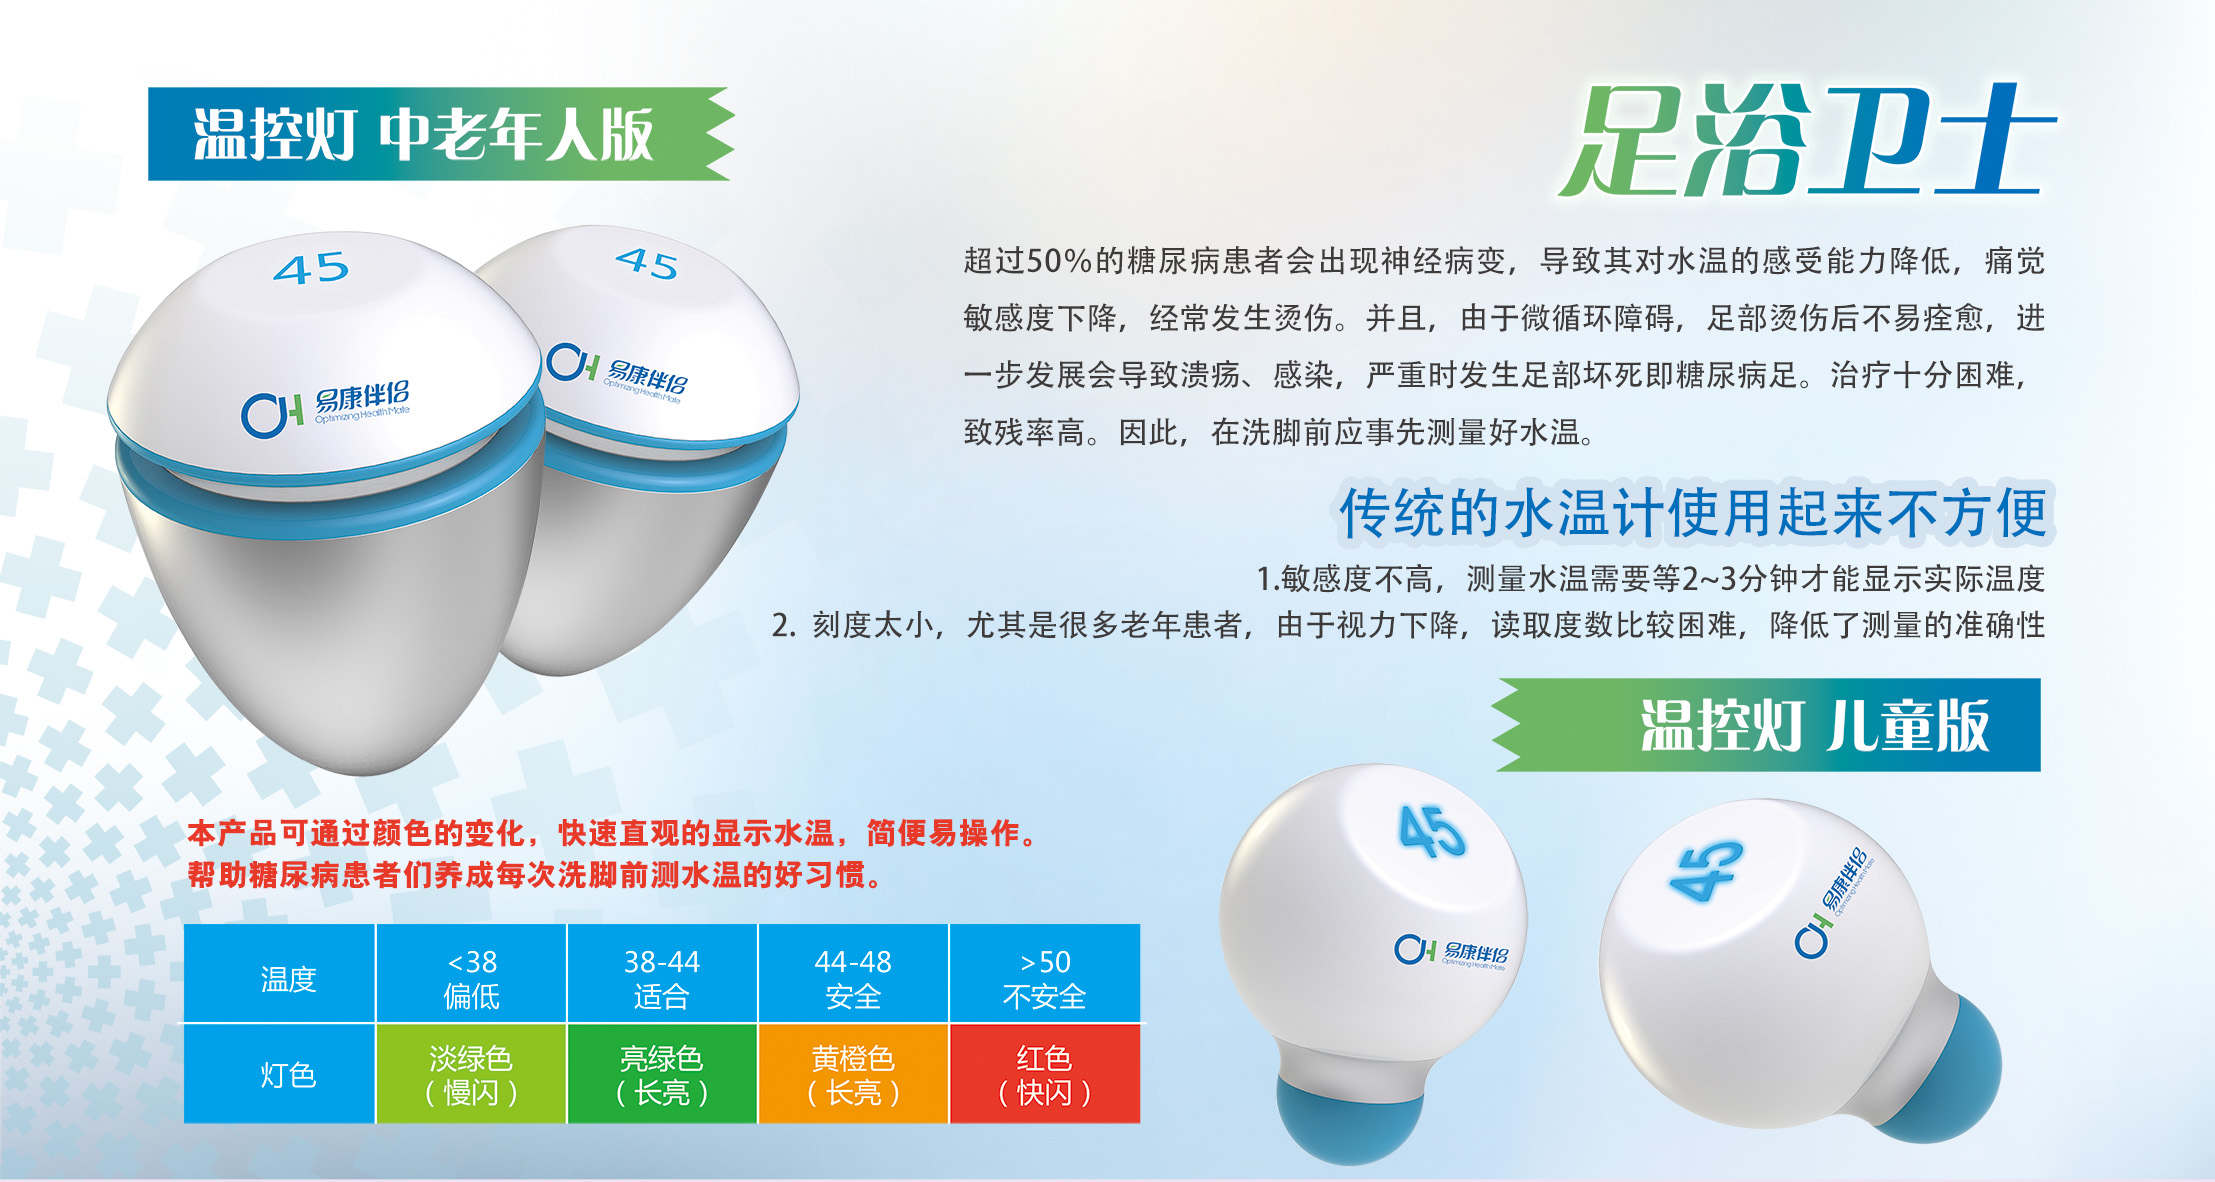 温控灯 中老年人版
足浴卫士
45
45
易康伴侣
Optimizing Health Mate
易康伴侣
Optimizing Health Mate
超过50%的糖尿病患者会出现神经病变，导致其对水温的感受能力降低，痛觉
敏感度下降，经常发生烫伤。并且，由于微循环障碍，足部烫伤后不易痊愈，进
一步发展会导致溃疡、感染，严重时发生足部坏死即糖尿病足。治疗十分困难，
致残率高。因此，在洗脚前应事先测量好水温。
传统的水温计使用起来不方便
1.敏感度不高，测量水温需要等2~3分钟才能显示实际温度
2. 刻度太小，尤其是很多老年患者，由于视力下降，读取度数比较困难，降低了测量的准确性
温控灯 儿童版
45
易康伴侣
Optimizing Health Mate
45
易康伴侣
Optimizing Health Mate
本产品可通过颜色的变化，快速直观的显示水温，简便易操作。
帮助糖尿病患者们养成每次洗脚前测水温的好习惯。
温度 <38 38-44 44-48 >50
偏低 适合 安全 不安全
灯色 淡绿色 亮绿色 黄橙色 红色
（慢闪） （长亮） （长亮） （快闪）